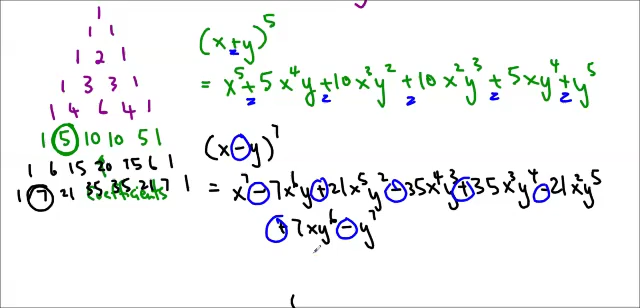 1
1 1
1 2 1
1 3 3 1
1 4 6 4 1
1 5 10 10 5 1
1 6 15 20 15 6 1
1 7 21 35 35 21 7 1
coefficients
(x+y)^5
= x^5 + 5x^4y + 10x^3y^2 + 10x^2y^3 + 5xy^4 + y^5
(x-y)^7
= x^7 - 7x^6y + 21x^5y^2 - 35x^4y^3 + 35x^3y^4 - 21x^2y^5
+ 7xy^6 - y^7